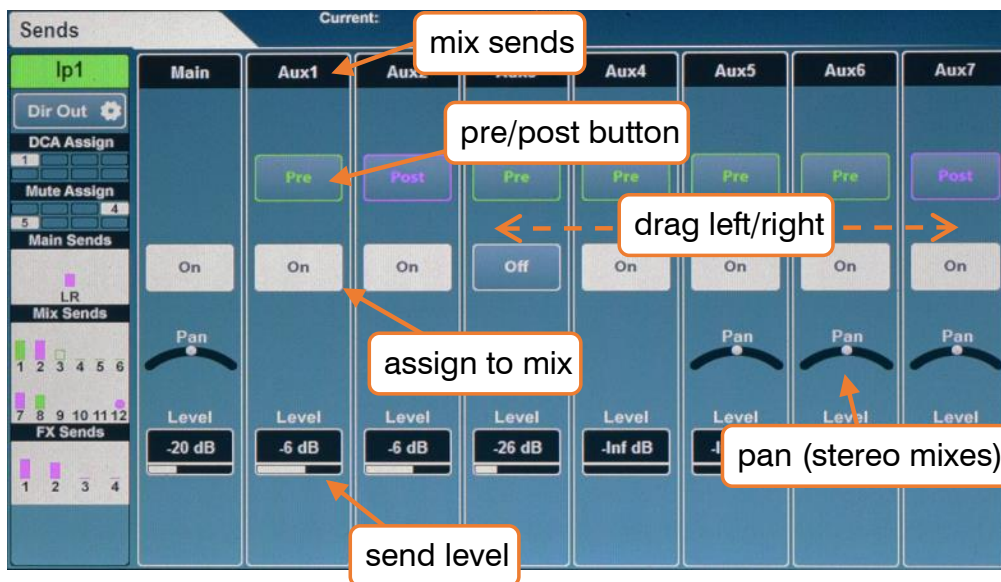 Sends
Current:
mix sends
Ip1
Main
Aux1
Aux2
Aux3
Aux4
Aux5
Aux6
Aux7
Dir Out
DCA Assign
1
pre/post button
Pre
Post
Pre
Pre
Pre
Pre
Post
Mute Assign
4
5
drag left/right
Main Sends
LR
On
On
On
Off
On
On
On
On
Mix Sends
1 2 3 4 5 6
7 8 9 10 11 12
Pan
assign to mix
Pan
Pan
Pan
Level
Level
Level
Level
Level
Level
Level
Level
FX Sends
1 2 3 4
-20 dB
-6 dB
-6 dB
-26 dB
-Inf dB
pan (stereo mixes)
send level